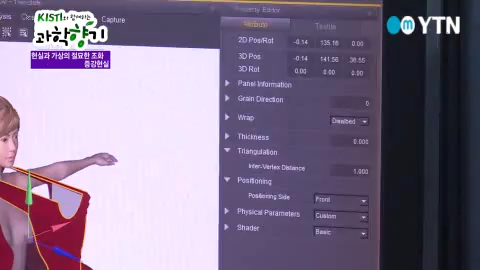 KISTI와 함께하는
과학향기
현실과 가상의 절묘한 조화
증강현실
YTN
Capture
Property Editor
Attribute
Textile
2D Pos/Rot -0.14 135.16 0.00
3D Pos -0.14 141.56 36.55
3D Rot 0.00 0.00 0.00
Panel Information
Grain Direction 0
Wrap Disabled
Thickness 0.000
Triangulation
Inter-Vertex Distance 1.000
Positioning
Positioning Side Front
Physical Parameters Custom
Shader Basic